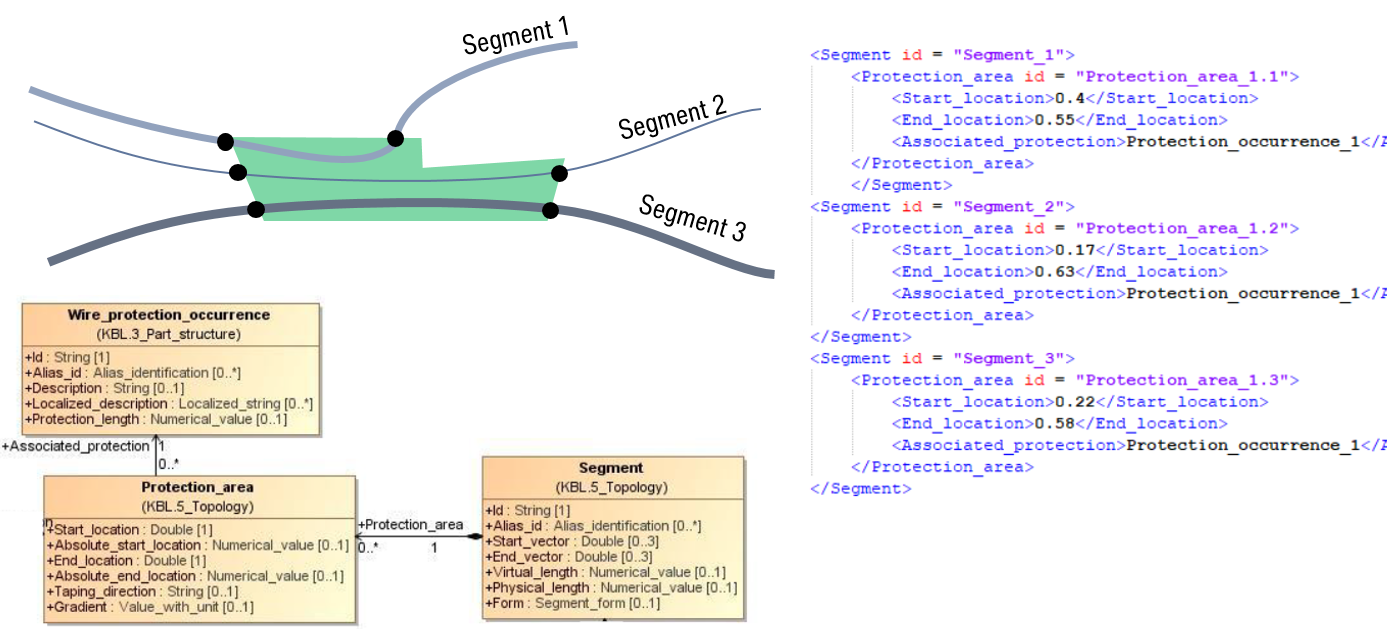 Segment 1
Segment 2
Segment 3
<Segment id = "Segment_1">
<Protection_area id = "Protection_area_1.1">
<Start_location>0.4</Start_location>
<End_location>0.55</End_location>
<Associated_protection>Protection_occurrence_1</A
</Protection_area>
</Segment>
<Segment id = "Segment_2">
<Protection_area id = "Protection_area_1.2">
<Start_location>0.17</Start_location>
<End_location>0.63</End_location>
<Associated_protection>Protection_occurrence_1</A
</Protection_area>
</Segment>
<Segment id = "Segment_3">
<Protection_area id = "Protection_area_1.3">
<Start_location>0.22</Start_location>
<End_location>0.58</End_location>
<Associated_protection>Protection_occurrence_1</A
</Protection_area>
</Segment>
Wire_protection_occurrence
(KBL.3_Part_structure)
+Id : String [1]
+Alias_id : Alias_identification [0..*]
+Description : String [0..1]
+Localized_description : Localized_string [0..*]
+Protection_length : Numerical_value [0..1]
+Associated_protection 1
0..*
Protection_area
(KBL.5_Topology)
+Start_location : Double [1]
+Absolute_start_location : Numerical_value [0..1]
+End_location : Double [1]
+Absolute_end_location : Numerical_value [0..1]
+Taping_direction : String [0..1]
+Gradient : Value_with_unit [0..1]
+Protection_area
0..* 1
Segment
(KBL.5_Topology)
+Id : String [1]
+Alias_id : Alias_identification [0..*]
+Start_vector : Double [0..3]
+End_vector : Double [0..3]
+Virtual_length : Numerical_value [0..1]
+Physical_length : Numerical_value [0..1]
+Form : Segment_form [0..1]